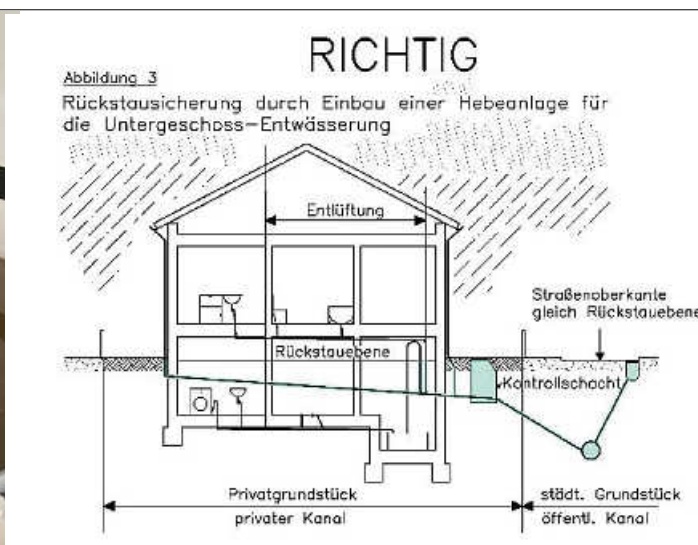 RICHTIG
Abbildung 3
Rückstausicherung durch Einbau einer Hebeanlage für
die Untergeschoss-Entwässerung
Entlüftung
Straßenoberkante
gleich Rückstauebene
Rückstauebene
Kontrollschacht
Privatgrundstück
privater Kanal
städt. Grundstück
öffentl. Kanal